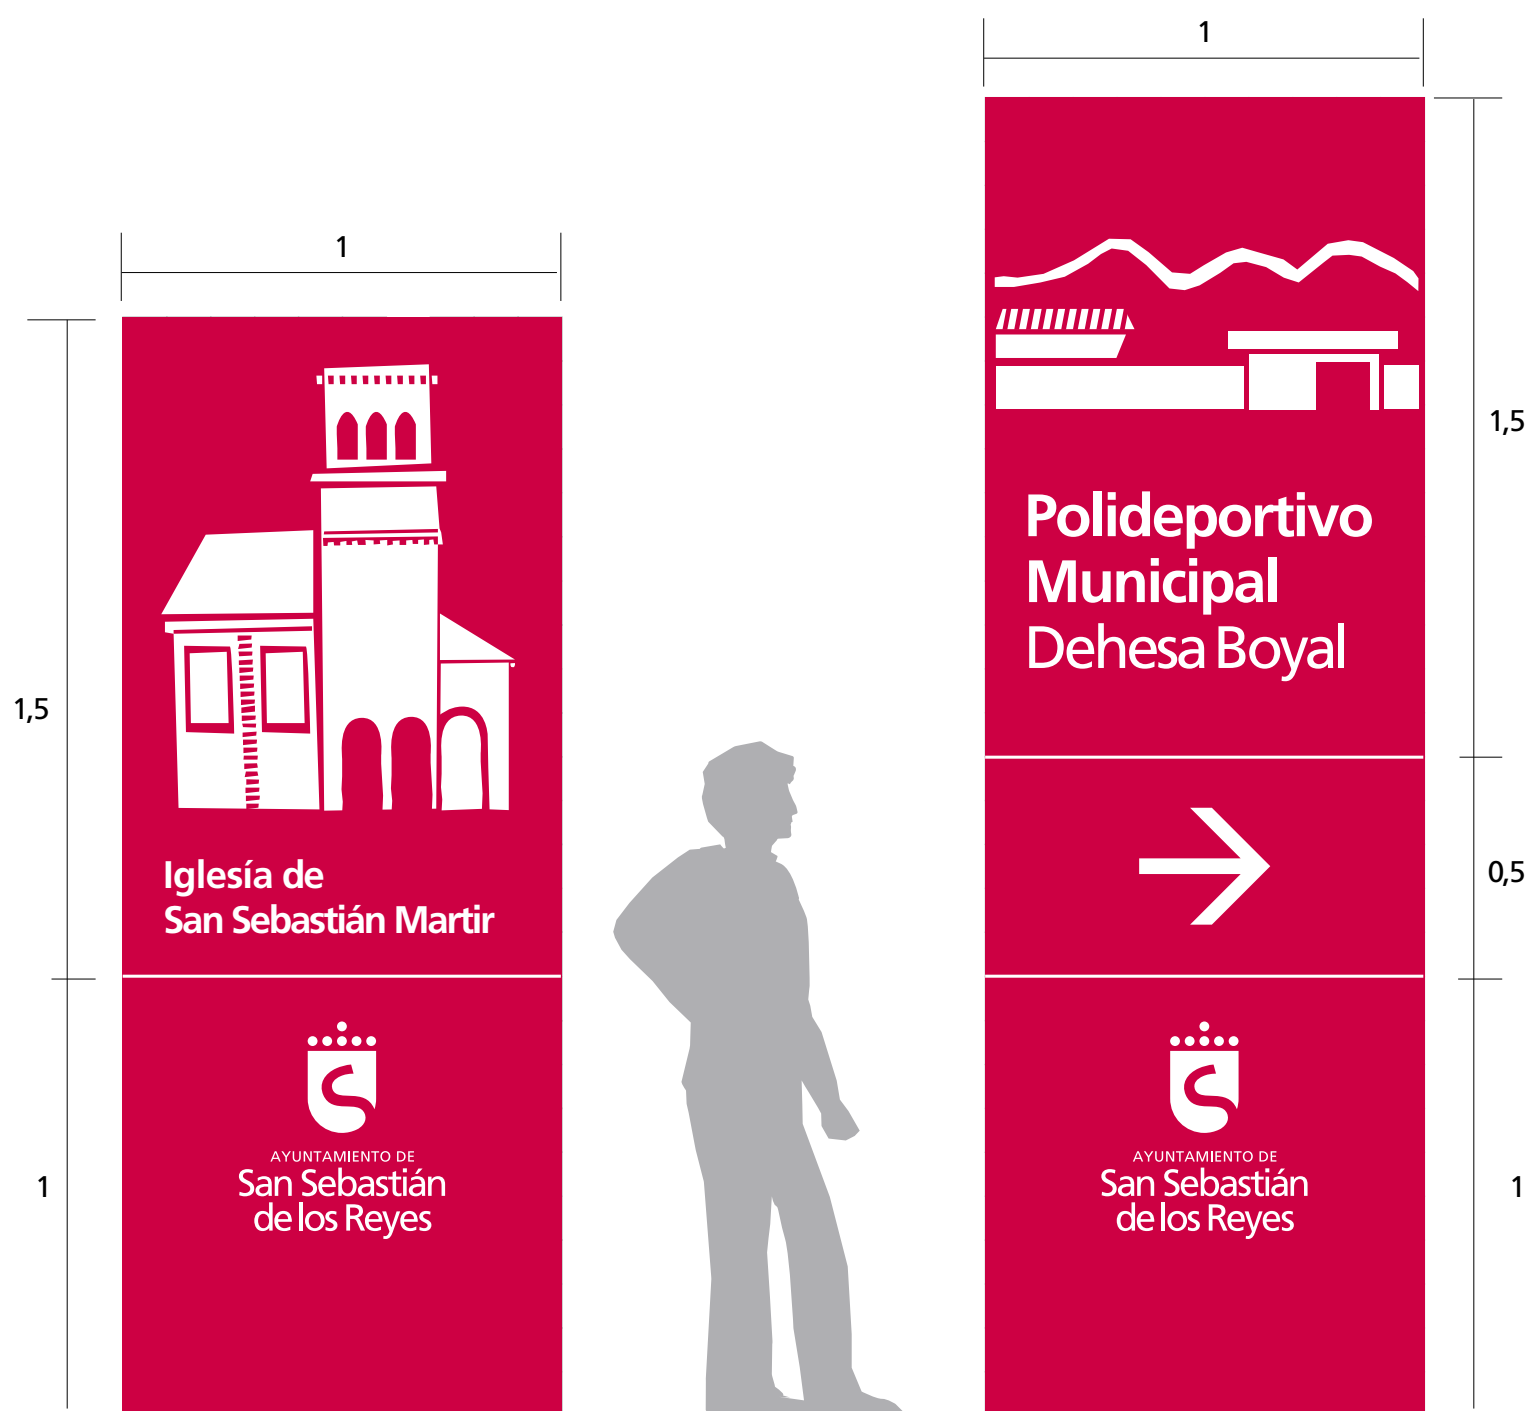 1
1,5
Iglesía de
San Sebastián Martir
1
AYUNTAMIENTO DE
San Sebastián
de los Reyes
1
Polideportivo
Municipal
Dehesa Boyal
1,5
0,5
AYUNTAMIENTO DE
San Sebastián
de los Reyes
1